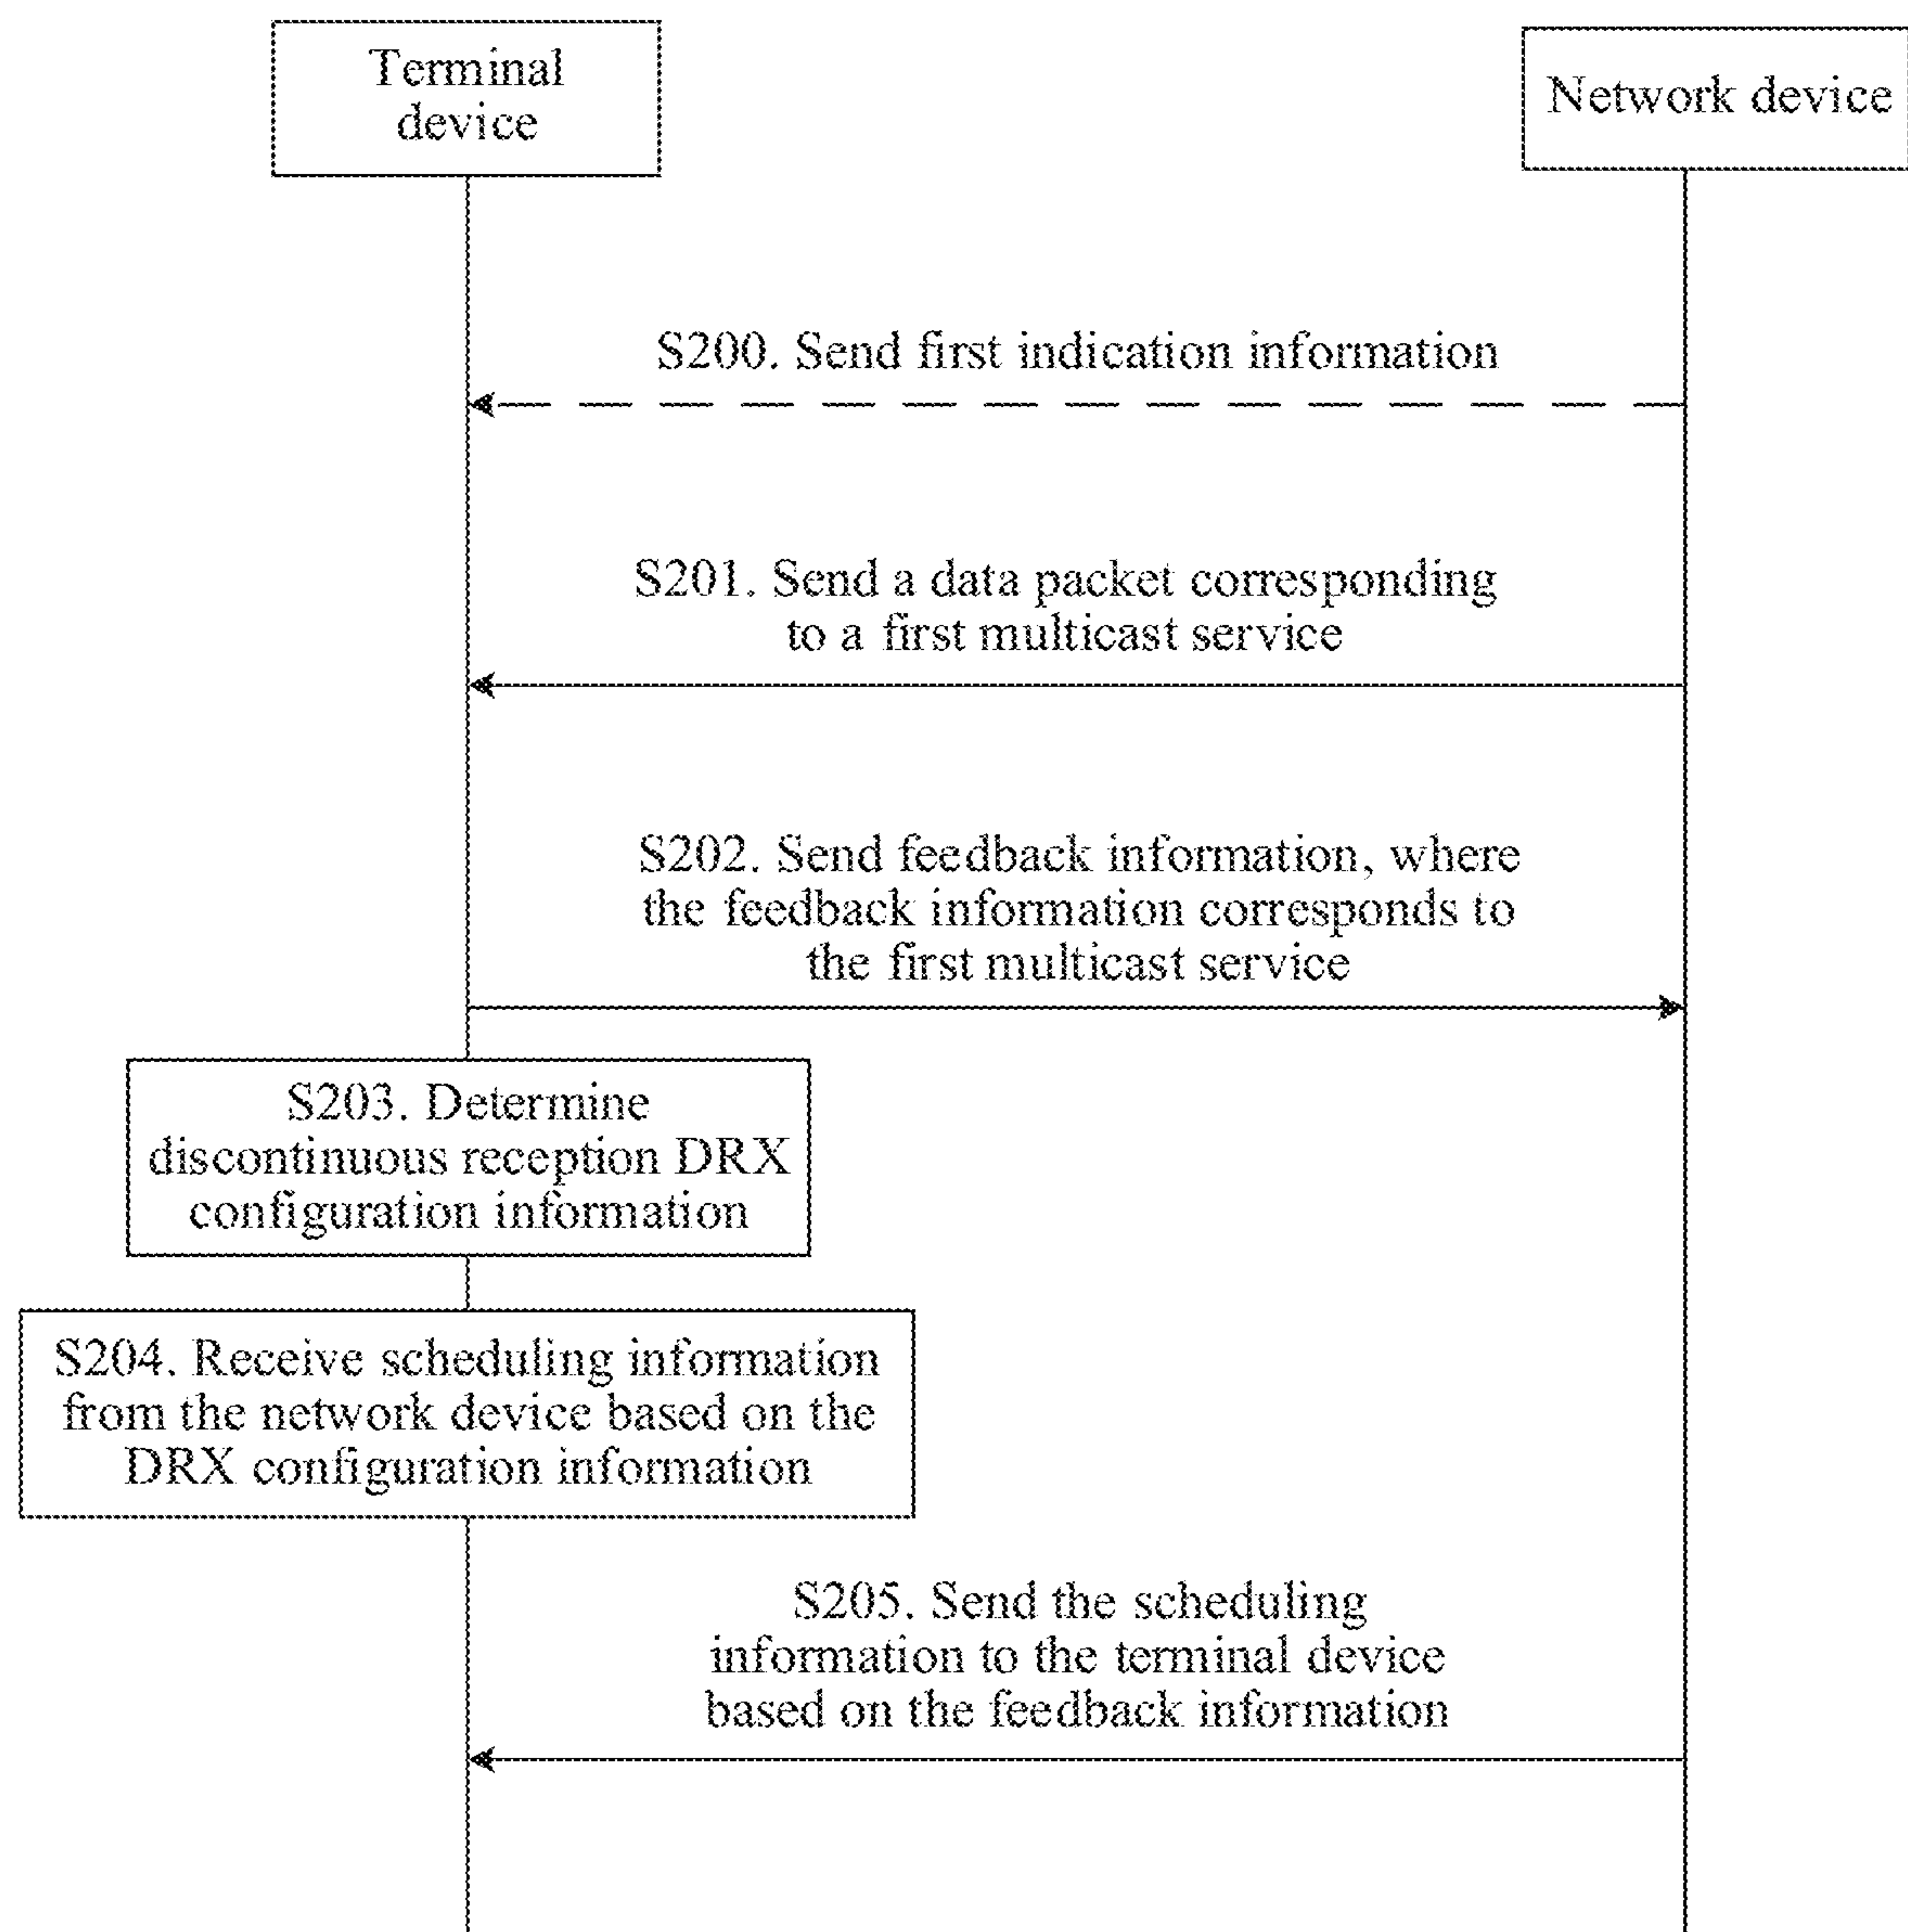 Terminal
device
Network device
S200. Send first indication information
S201. Send a data packet corresponding
to a first multicast service
S202. Send feedback information, where
the feedback information corresponds to
the first multicast service
S203. Determine
discontinuous reception DRX
configuration information
S204. Receive scheduling information
from the network device based on the
DRX configuration information
S205. Send the scheduling
information to the terminal device
based on the feedback information